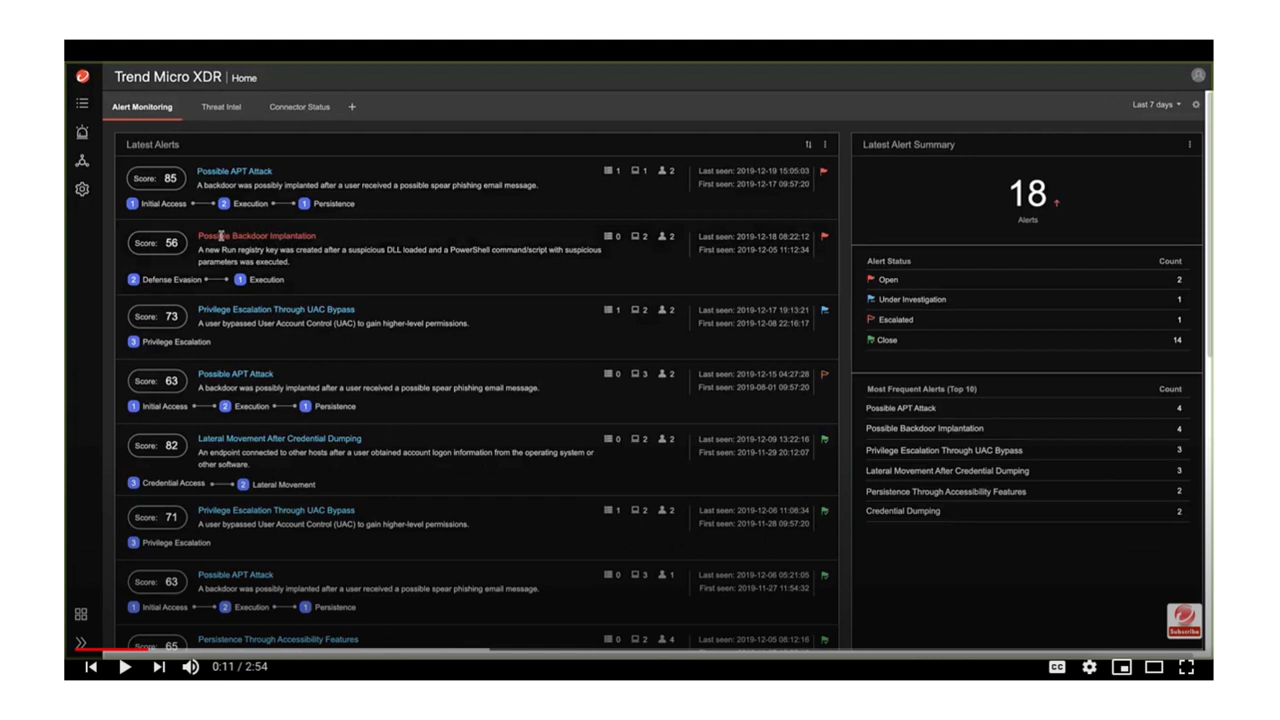 Trend Micro XDR | Home
Alert Monitoring Threat Intel Connector Status +
Last 7 days
Latest Alerts
Score: 85
Possible APT Attack
A backdoor was possibly implanted after a user received a possible spear phishing email message.
1 Initial Access 2 Execution 1 Persistence
1 1 2
Last seen: 2019-12-19 15:05:03
First seen: 2019-12-17 09:57:20
Score: 56
Possible Backdoor Implantation
A new Run registry key was created after a suspicious DLL loaded and a PowerShell command/script with suspicious
parameters was executed.
2 Defense Evasion 1 Execution
0 2 2
Last seen: 2019-12-18 08:22:12
First seen: 2019-12-05 11:12:34
Score: 73
Privilege Escalation Through UAC Bypass
A user bypassed User Account Control (UAC) to gain higher-level permissions.
3 Privilege Escalation
1 2 2
Last seen: 2019-12-17 19:13:21
First seen: 2019-12-08 22:16:17
Score: 63
Possible APT Attack
A backdoor was possibly implanted after a user received a possible spear phishing email message.
1 Initial Access 2 Execution 1 Persistence
0 3 2
Last seen: 2019-12-15 04:27:28
First seen: 2019-08-01 09:57:20
Score: 82
Lateral Movement After Credential Dumping
An endpoint connected to other hosts after a user obtained account logon information from the operating system or
other software.
3 Credential Access 2 Lateral Movement
0 2 2
Last seen: 2019-12-09 13:22:16
First seen: 2019-11-29 20:12:07
Score: 71
Privilege Escalation Through UAC Bypass
A user bypassed User Account Control (UAC) to gain higher-level permissions.
3 Privilege Escalation
1 2 2
Last seen: 2019-12-06 11:08:34
First seen: 2019-11-28 09:57:20
Score: 63
Possible APT Attack
A backdoor was possibly implanted after a user received a possible spear phishing email message.
1 Initial Access 2 Execution 1 Persistence
0 3 1
Last seen: 2019-12-06 05:21:05
First seen: 2019-11-27 11:54:32
Score: 65
Persistence Through Accessibility Features
0 2 4
Last seen: 2019-12-05 08:12:16
Latest Alert Summary
18
Alerts
Alert Status Count
Open 2
Under Investigation 1
Escalated 1
Close 14
Most Frequent Alerts (Top 10) Count
Possible APT Attack 4
Possible Backdoor Implantation 4
Privilege Escalation Through UAC Bypass 3
Lateral Movement After Credential Dumping 3
Persistence Through Accessibility Features 2
Credential Dumping 2
Subscribe
0:11 / 2:54
CC